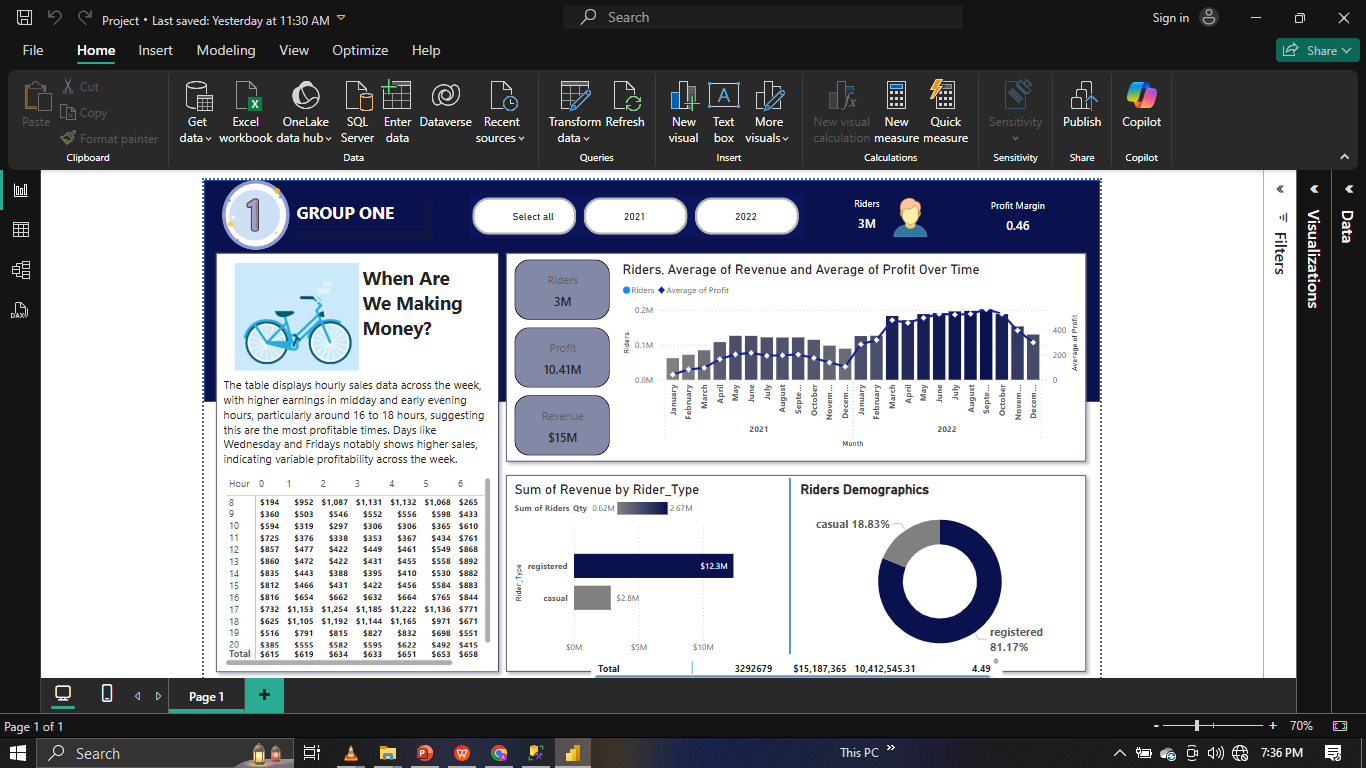 Project • Last saved: Yesterday at 11:30 AM
Search
Sign in
File Home Insert Modeling View Optimize Help
Share
Paste
Cut
Copy
Format painter
Clipboard
Get data
Excel workbook
OneLake data hub
SQL Server
Enter data
Dataverse
Recent sources
Data
Transform data
Refresh
Queries
New visual
Text box
More visuals
Insert
New visual calculation
New measure
Quick measure
Calculations
Sensitivity
Sensitivity
Publish
Share
Copilot
Copilot
1
GROUP ONE
Select all
2021
2022
Riders
3M
Profit Margin
0.46
Filters
Visualizations
Data
When Are
We Making
Money?
The table displays hourly sales data across the week,
with higher earnings in midday and early evening
hours, particularly around 16 to 18 hours, suggesting
this are the most profitable times. Days like
Wednesday and Fridays notably shows higher sales,
indicating variable profitability across the week.
Hour 0 1 2 3 4 5 6
8 $194 $952 $1,087 $1,131 $1,132 $1,068 $265
9 $360 $503 $546 $552 $556 $598 $433
10 $594 $319 $297 $306 $306 $365 $610
11 $725 $376 $338 $353 $367 $434 $761
12 $857 $477 $422 $449 $461 $549 $868
13 $860 $472 $422 $431 $455 $558 $892
14 $835 $443 $388 $395 $410 $530 $882
15 $812 $466 $431 $422 $456 $584 $883
16 $816 $654 $662 $632 $664 $765 $844
17 $732 $1,153 $1,254 $1,185 $1,222 $1,136 $771
18 $625 $1,105 $1,192 $1,144 $1,165 $971 $671
19 $516 $791 $815 $827 $832 $698 $551
20 $385 $555 $582 $595 $622 $492 $415
Total $615 $619 $634 $633 $651 $653 $658
Riders
3M
Profit
10.41M
Revenue
$15M
Riders, Average of Revenue and Average of Profit Over Time
Riders Average of Profit
Riders
0.2M
0.1M
0.0M
400
200
0
Average of Profit
January February March April May June July August Septe... October Novem... Decem... January February March April May June July August Septe... October Novem... Decem...
2021 2022
Month
Sum of Revenue by Rider_Type
Sum of Riders Qty 0.62M 2.67M
Rider_Type
registered $12.3M
casual $2.8M
$0M $5M $10M
Riders Demographics
casual 18.83%
registered
81.17%
Total 3292679 $15,187,365 10,412,545.31 4.49
Page 1
+
Page 1 of 1
- + 70%
Search
This PC
7:36 PM